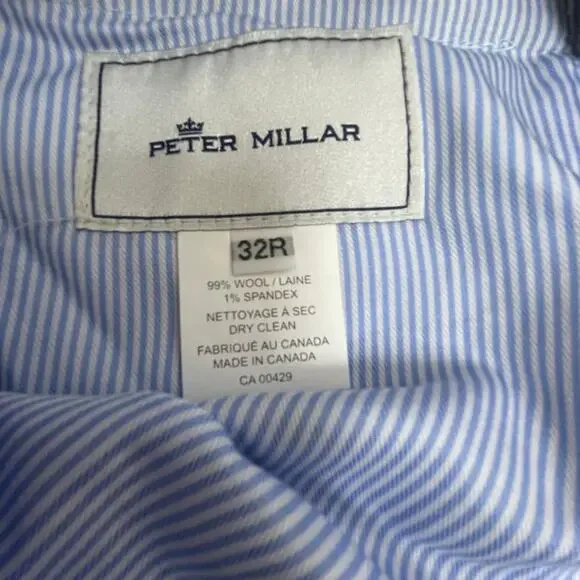 PETER MILLAR
32R
99% WOOL / LAINE
1% SPANDEX
NETTOYAGE À SEC
DRY CLEAN
FABRIQUÉ AU CANADA
MADE IN CANADA
CA 00429